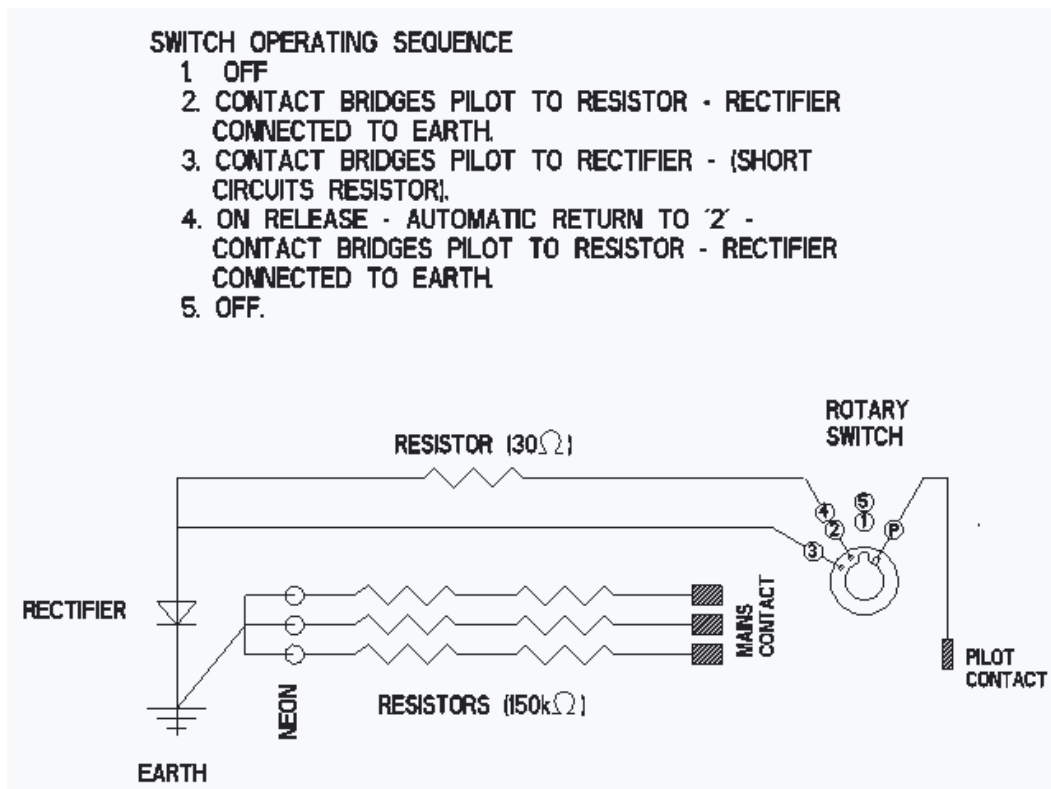 SWITCH OPERATING SEQUENCE
1. OFF
2. CONTACT BRIDGES PILOT TO RESISTOR - RECTIFIER
CONNECTED TO EARTH.
3. CONTACT BRIDGES PILOT TO RECTIFIER - (SHORT
CIRCUITS RESISTOR).
4. ON RELEASE - AUTOMATIC RETURN TO '2' -
CONTACT BRIDGES PILOT TO RESISTOR - RECTIFIER
CONNECTED TO EARTH.
5. OFF.
ROTARY
SWITCH
RESISTOR (30Ω)
5
4
1
2
P
3
RECTIFIER
MAINS
CONTACT
PILOT
CONTACT
NEON
RESISTORS (150kΩ)
EARTH